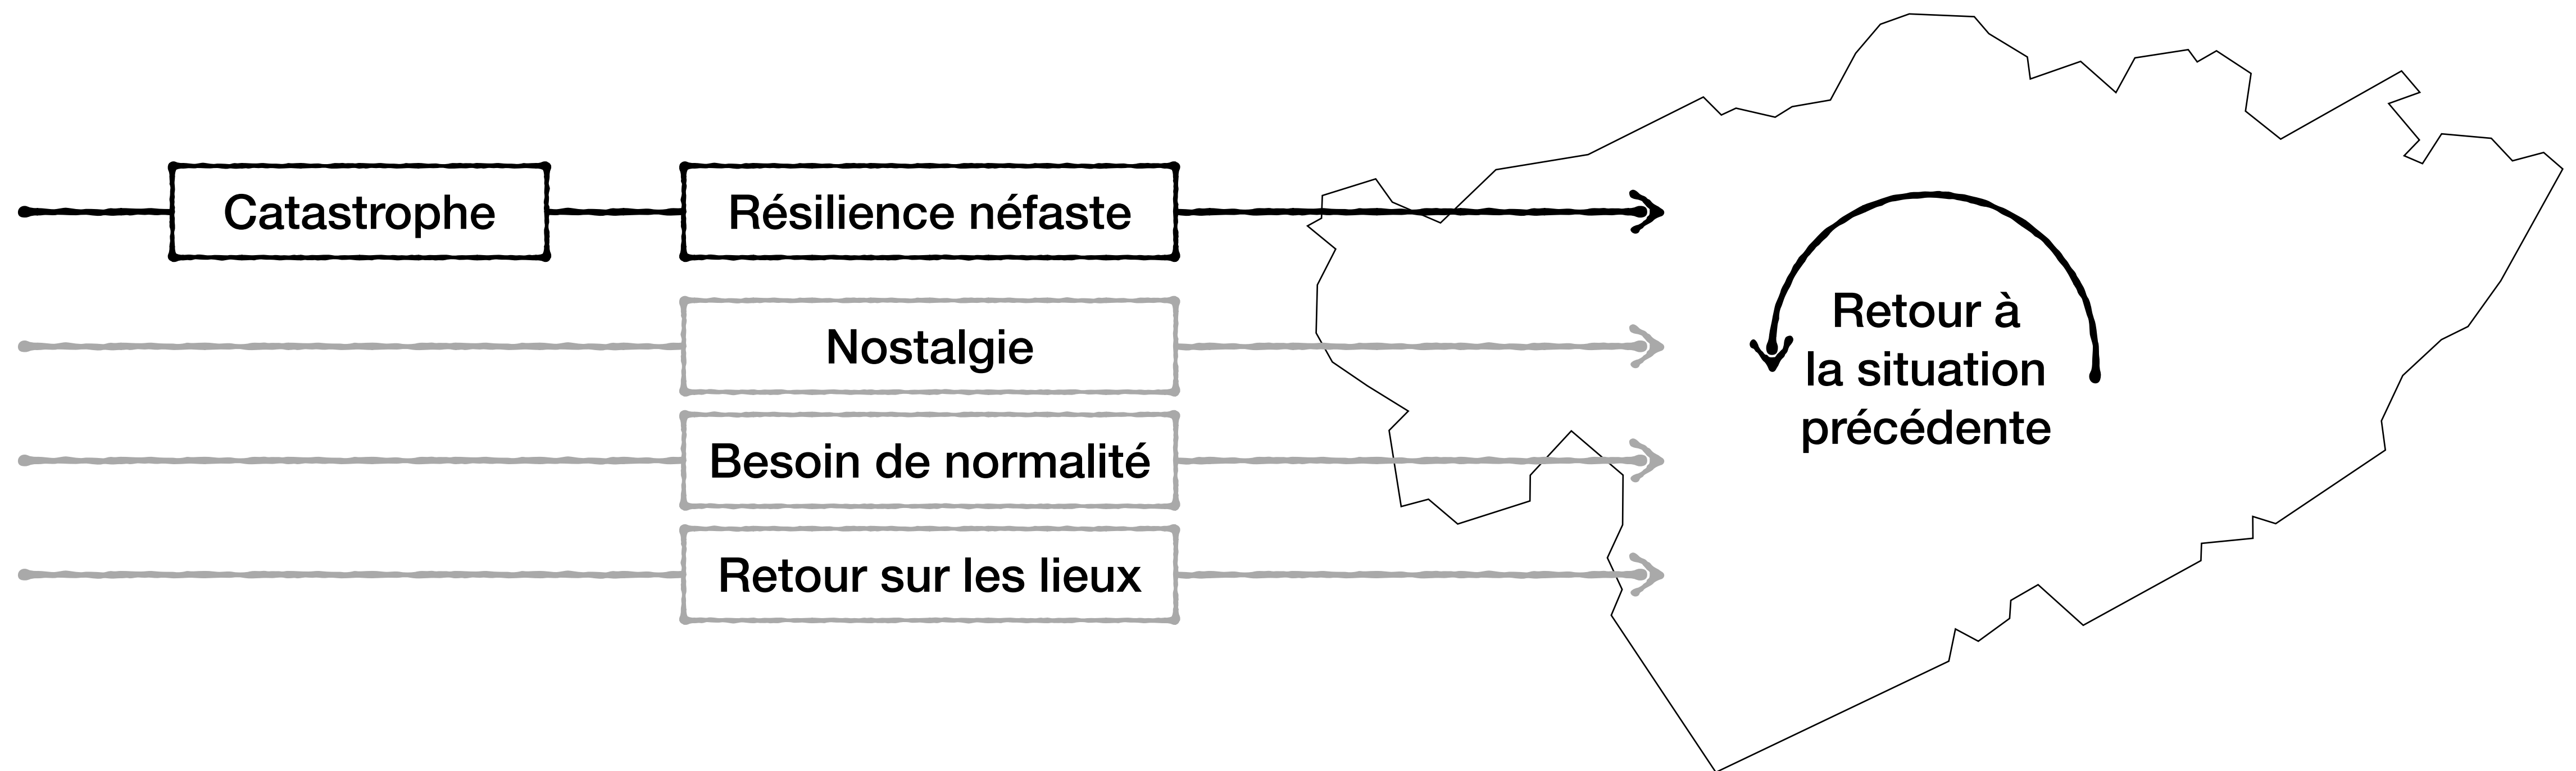 Catastrophe
Résilience néfaste
Nostalgie
Besoin de normalité
Retour sur les lieux
Retour à
la situation
précédente